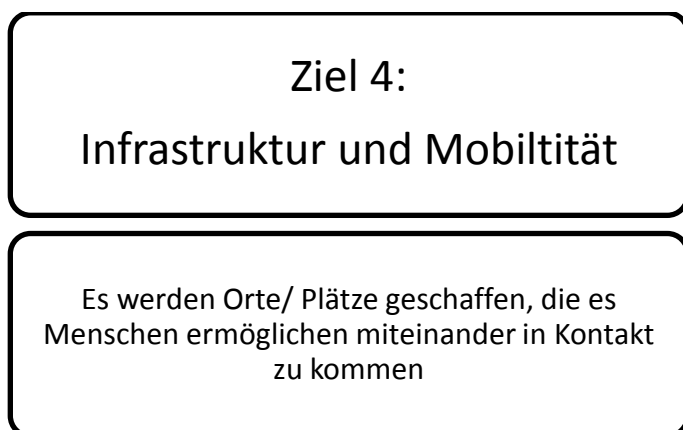 Ziel 4:
Infrastruktur und Mobiltität
Es werden Orte/ Plätze geschaffen, die es
Menschen ermöglichen miteinander in Kontakt
zu kommen